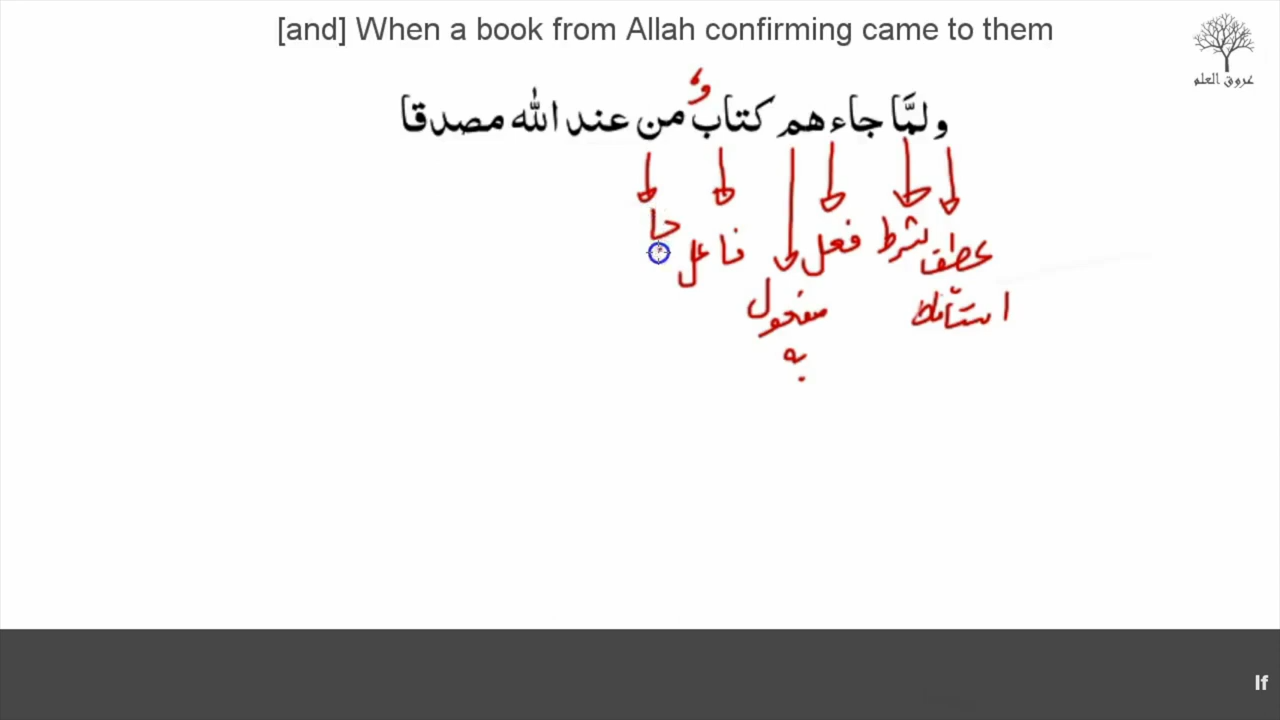 [and] When a book from Allah confirming came to them
عروق العلم
ولمَّا جاءهم كتاب من عند الله مصدقا
عطف شرط فعل فاعل جا
استئناف مفعول
به
If